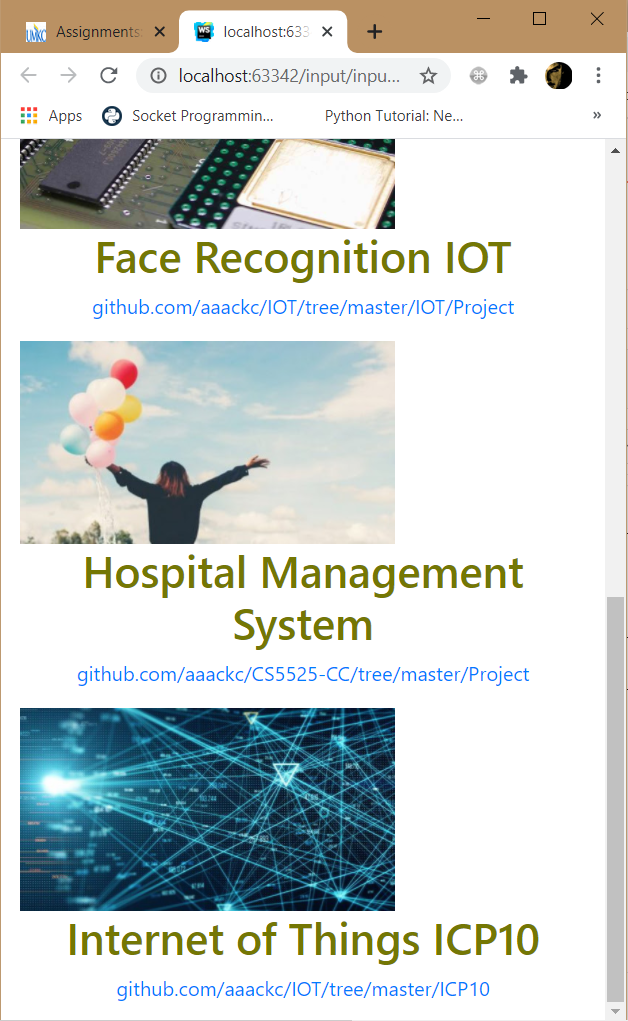 UMKC
Assignments:
WS
localhost:633
localhost:63342/input/inpu...
Apps
Socket Programmin...
Python Tutorial: Ne...
»
Face Recognition IOT
github.com/aaackc/IOT/tree/master/IOT/Project
Hospital Management
System
github.com/aaackc/CS5525-CC/tree/master/Project
Internet of Things ICP10
github.com/aaackc/IOT/tree/master/ICP10